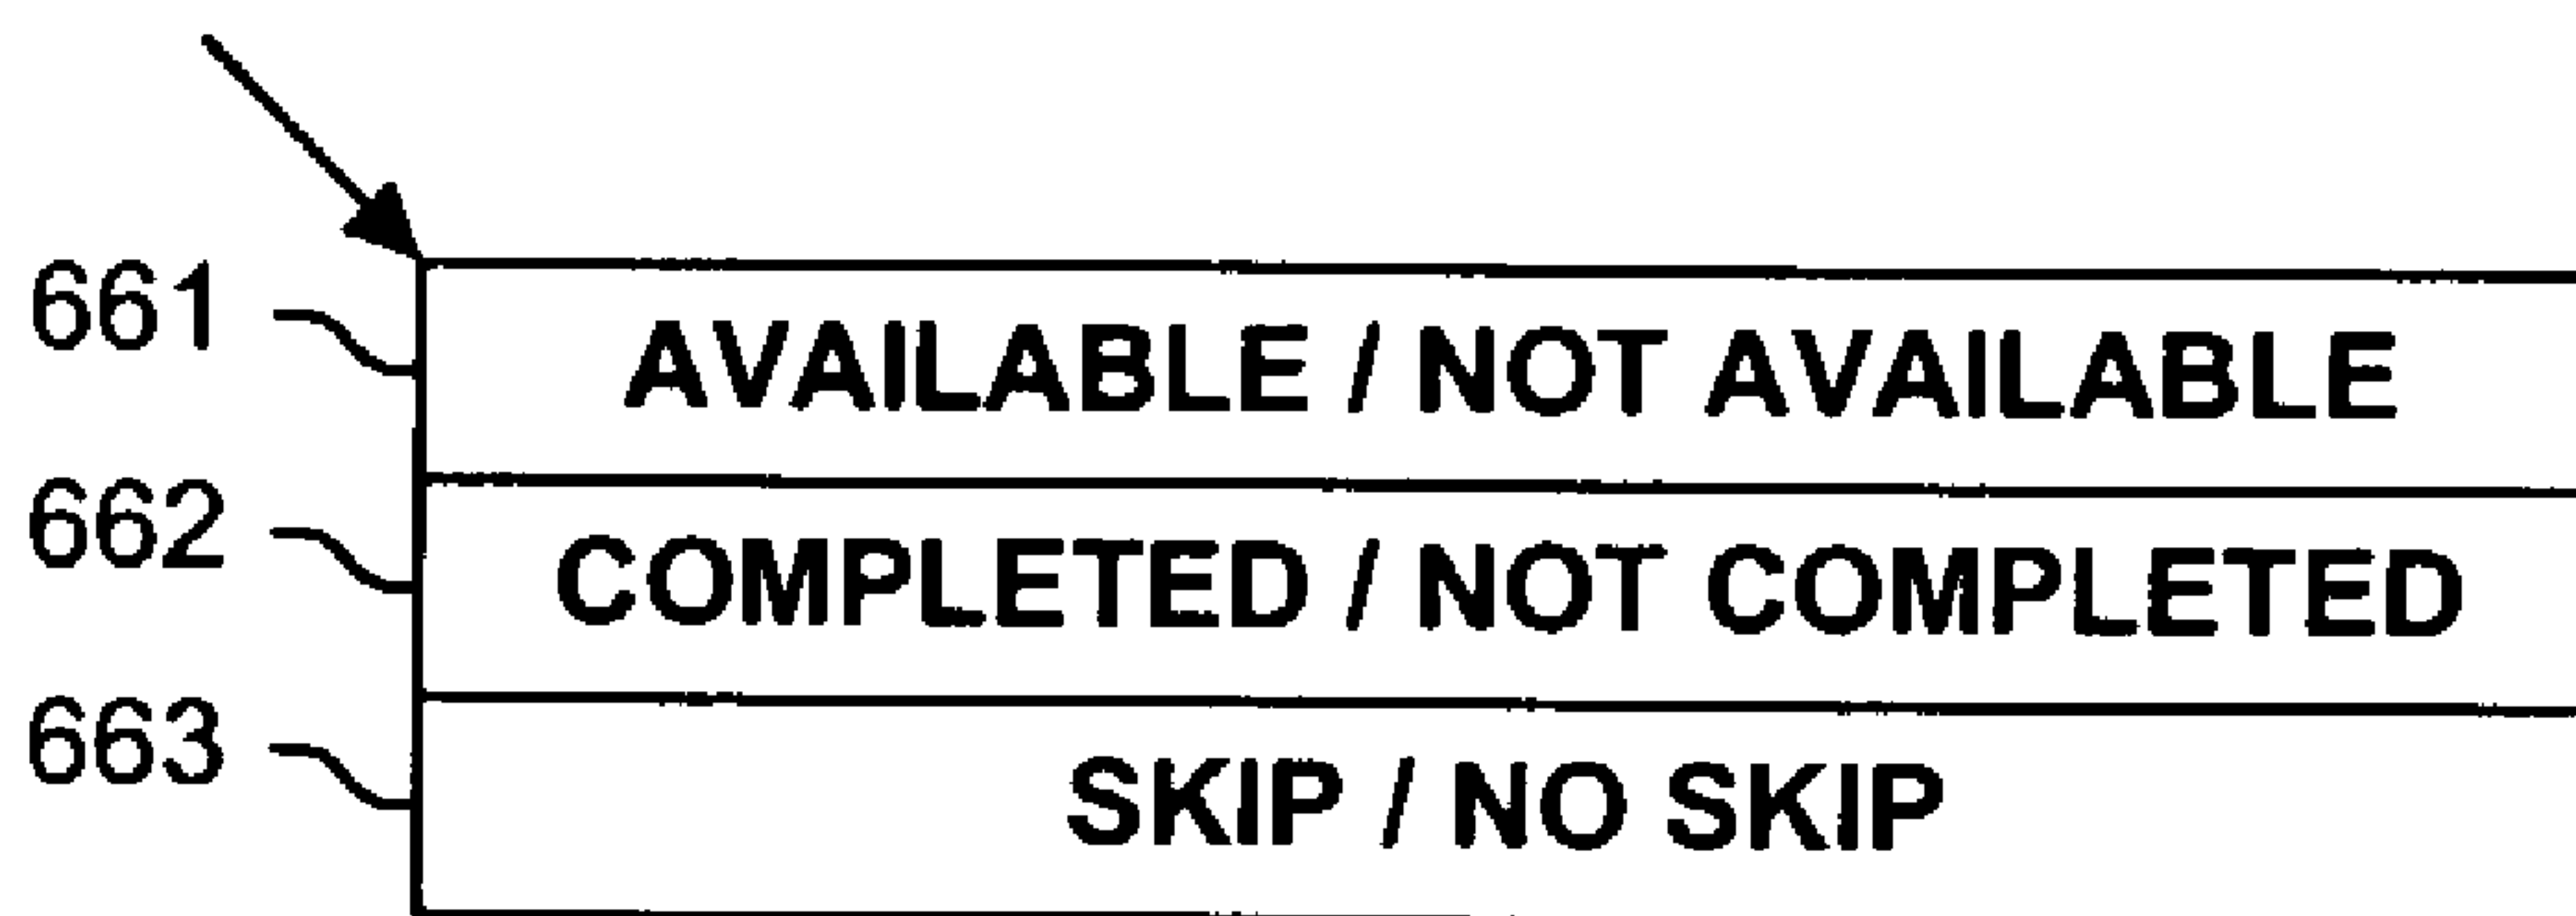 661 AVAILABLE / NOT AVAILABLE
662 COMPLETED / NOT COMPLETED
663 SKIP / NO SKIP